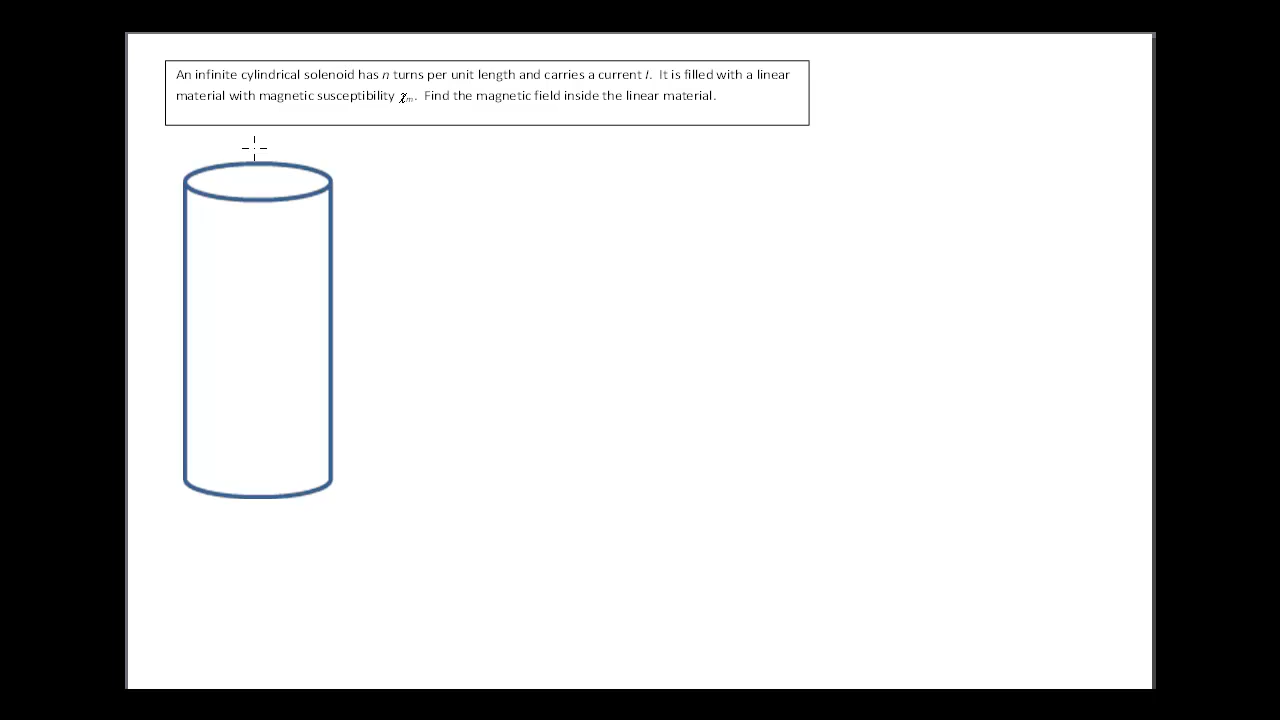 An infinite cylindrical solenoid has n turns per unit length and carries a current I. It is filled with a linear
material with magnetic susceptibility χₘ. Find the magnetic field inside the linear material.